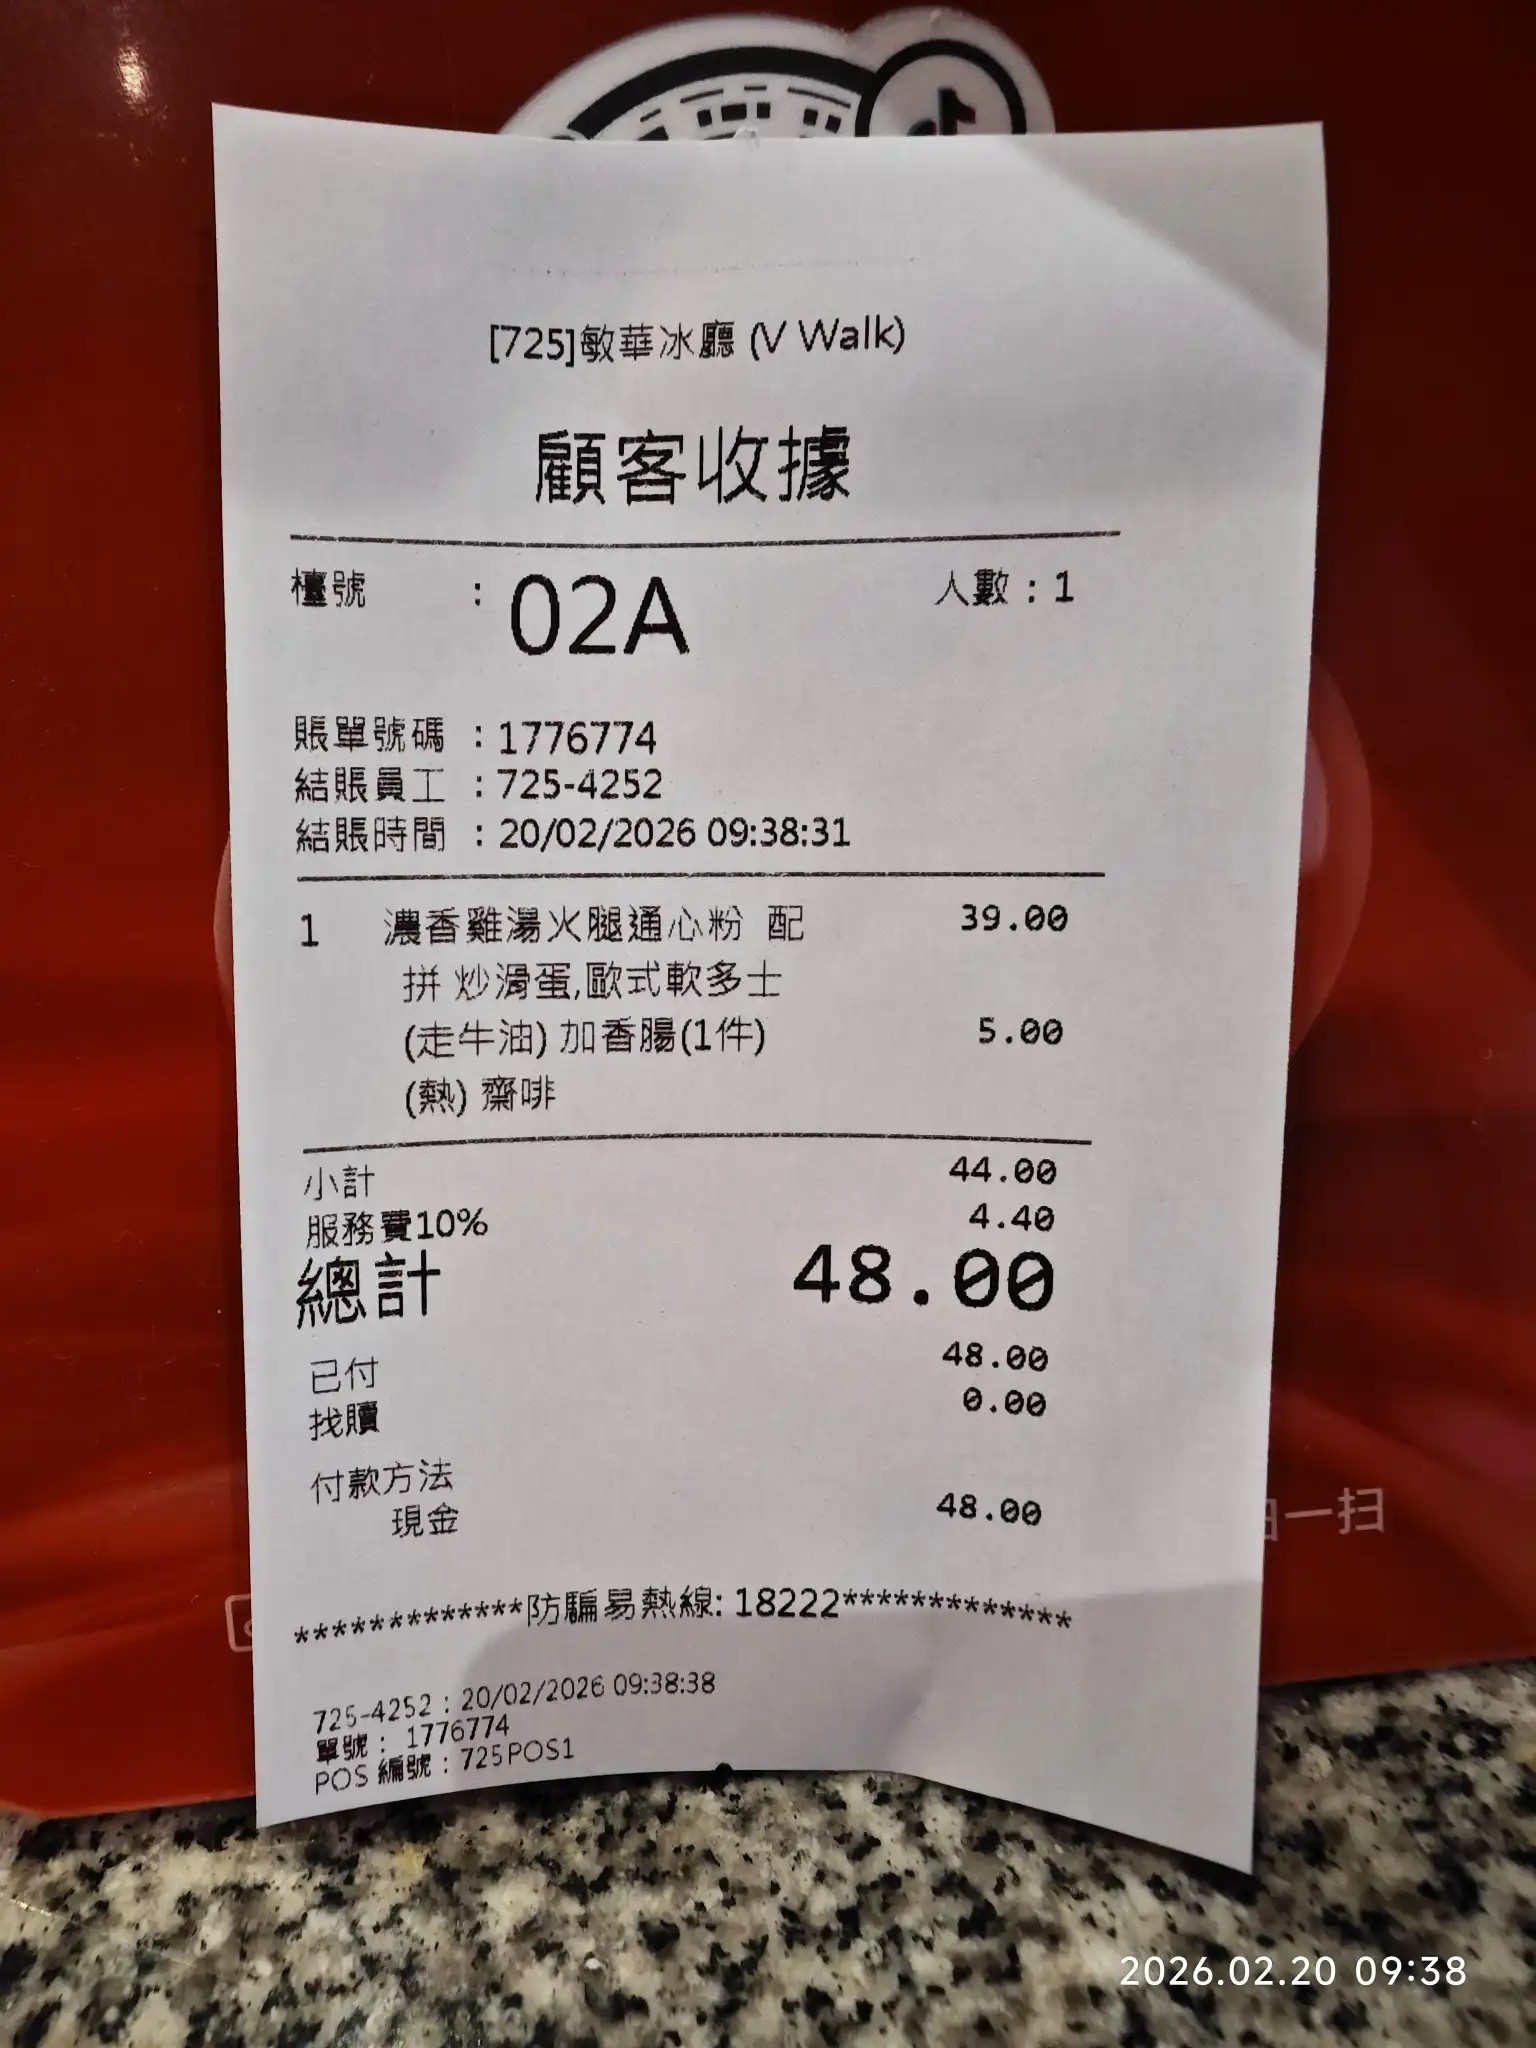 [725]敏華冰廳 (V Walk)
顧客收據
檯號 : 02A 人數 : 1
賬單號碼 : 1776774
結賬員工 : 725-4252
結賬時間 : 20/02/2026 09:38:31
1 濃香雞湯火腿通心粉 配 39.00
拼 炒滑蛋,歐式軟多士
(走牛油) 加香腸(1件) 5.00
(熱) 齋啡
小計 44.00
服務費10% 4.40
總計 48.00
已付 48.00
找贖 0.00
付款方法
現金 48.00
*************防騙易熱線: 18222*************
725-4252 : 20/02/2026 09:38:38
單號 : 1776774
POS 編號 : 725POS1
一扫
2026.02.20 09:38